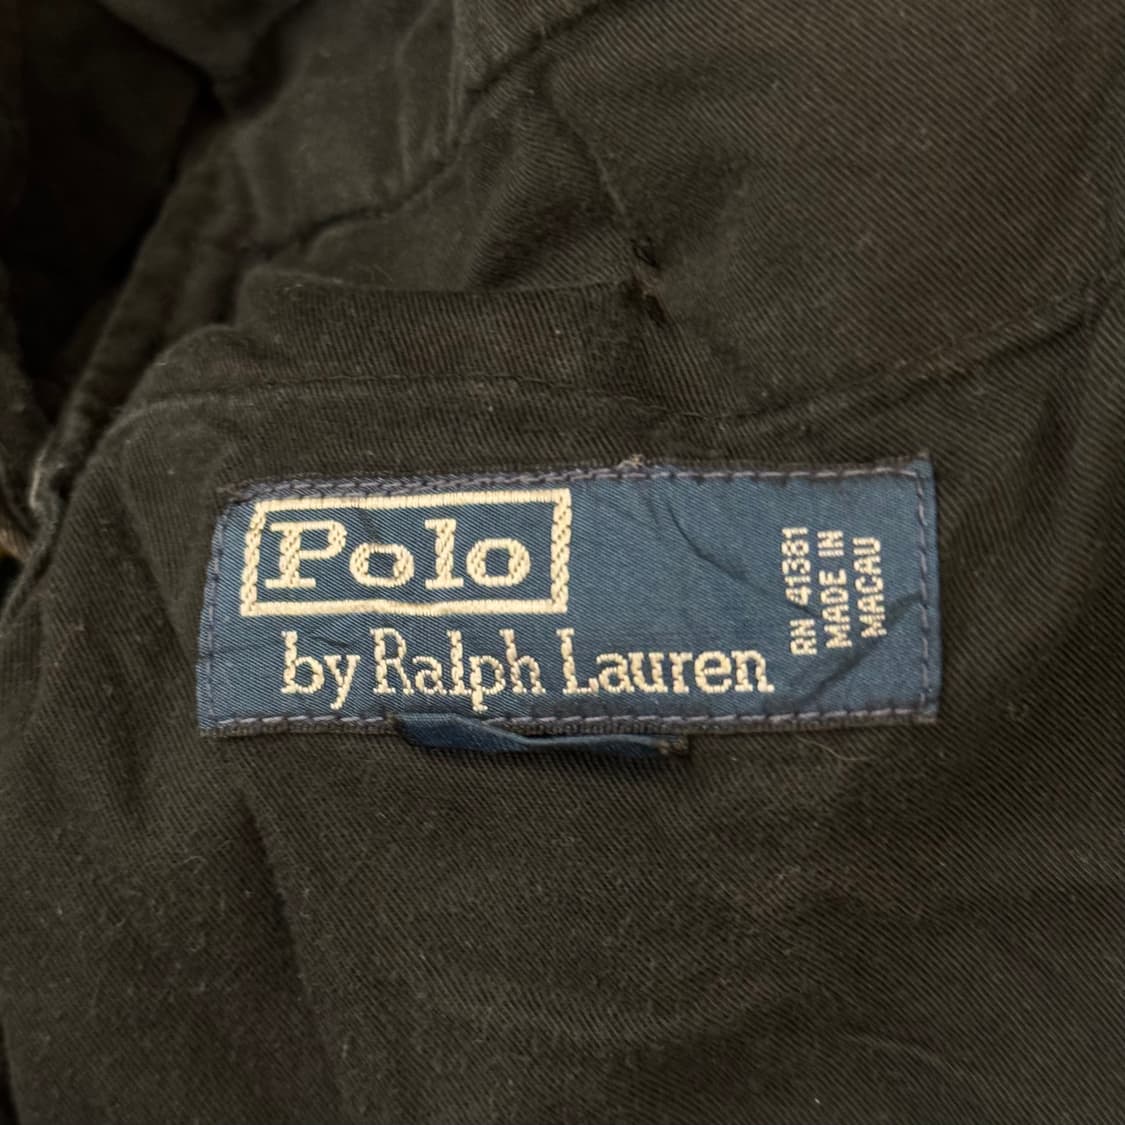 Polo
by Ralph Lauren
RN 41381
MADE IN
MACAU